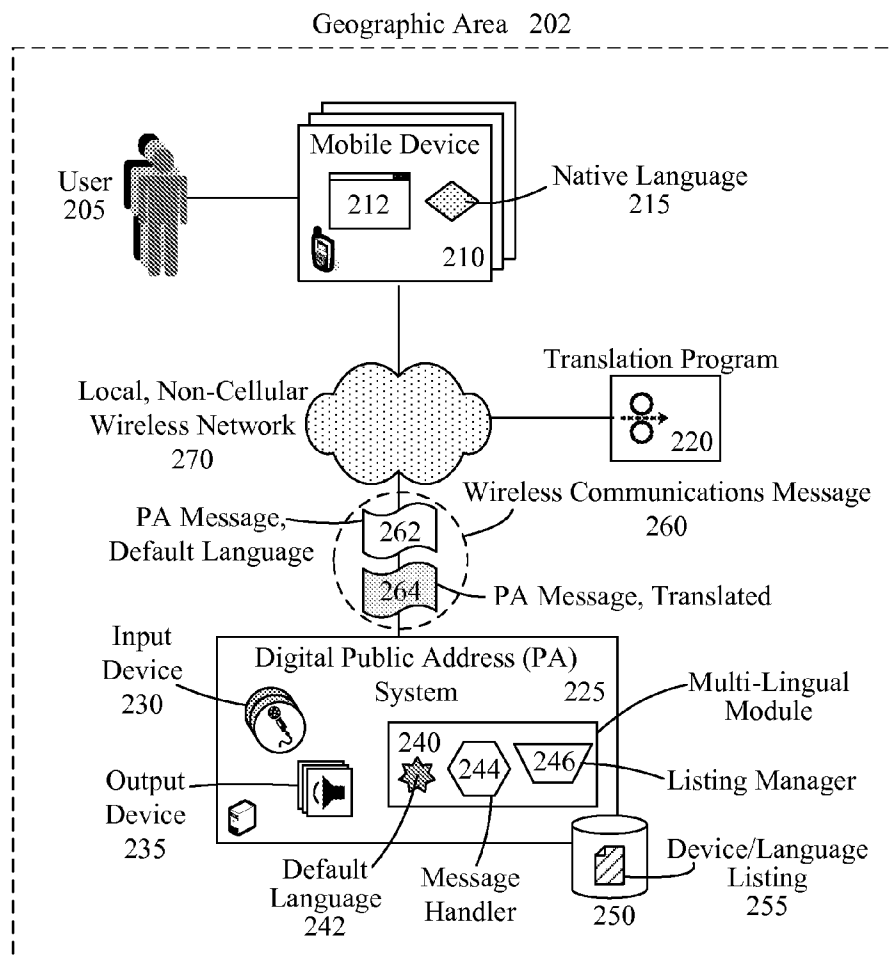 Geographic Area 202
Mobile Device
User
205
212
Native Language
215
210
Translation Program
Local, Non-Cellular
Wireless Network
270
220
Wireless Communications Message
260
PA Message,
Default Language
262
264
PA Message, Translated
Input
Device
230
Digital Public Address (PA)
System
225
Multi-Lingual
Module
240
244
246
Listing Manager
Output
Device
235
Default
Language
242
Message
Handler
250
Device/Language
Listing
255